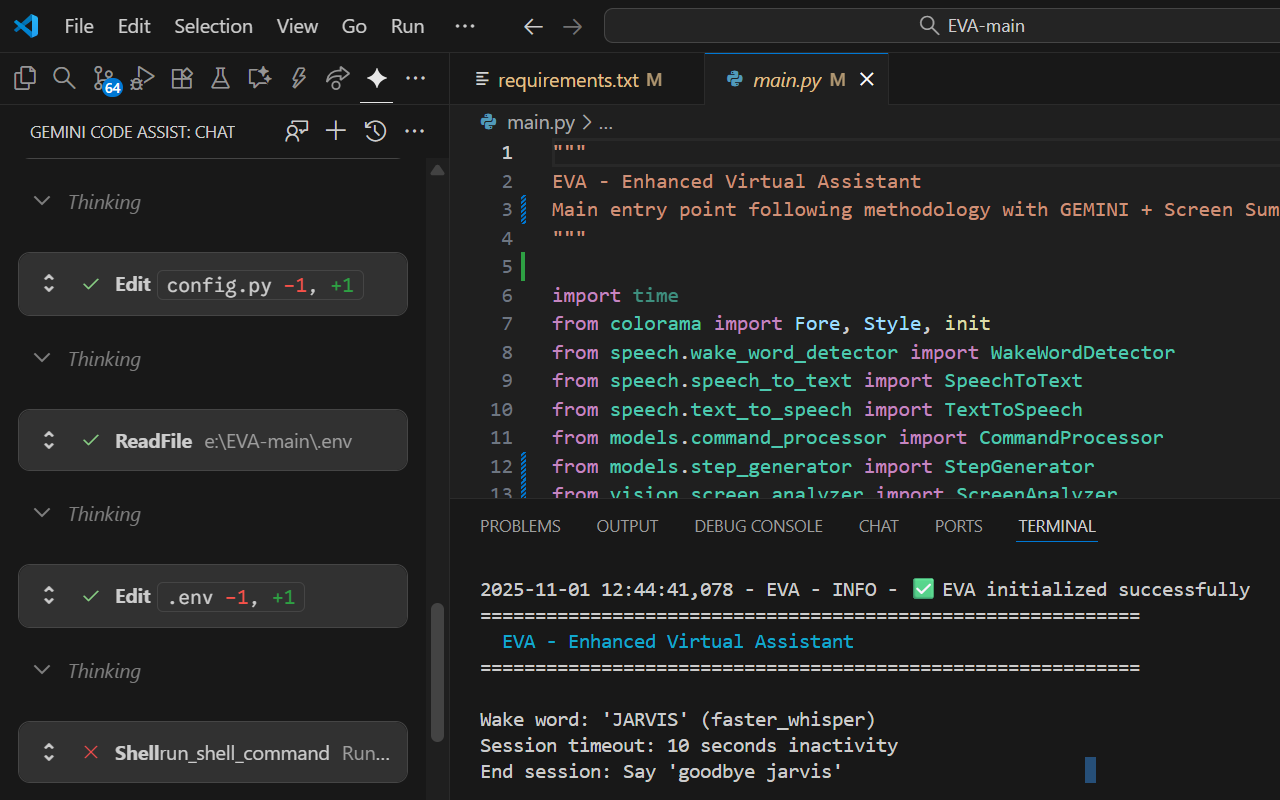 File Edit Selection View Go Run ... EVA-main
64
GEMINI CODE ASSIST: CHAT
Thinking
Edit config.py -1, +1
Thinking
ReadFile e:\EVA-main\.env
Thinking
Edit .env -1, +1
Thinking
Shellrun_shell_command Run...
requirements.txt M main.py M
main.py > ...
1 """
2 EVA - Enhanced Virtual Assistant
3 Main entry point following methodology with GEMINI + Screen Sum
4 """
5
6 import time
7 from colorama import Fore, Style, init
8 from speech.wake_word_detector import WakeWordDetector
9 from speech.speech_to_text import SpeechToText
10 from speech.text_to_speech import TextToSpeech
11 from models.command_processor import CommandProcessor
12 from models.step_generator import StepGenerator
13 from vision.screen_analyzer import ScreenAnalyzer
PROBLEMS OUTPUT DEBUG CONSOLE CHAT PORTS TERMINAL
2025-11-01 12:44:41,078 - EVA - INFO - ✅ EVA initialized successfully
============================================================
EVA - Enhanced Virtual Assistant
============================================================
Wake word: 'JARVIS' (faster_whisper)
Session timeout: 10 seconds inactivity
End session: Say 'goodbye jarvis'